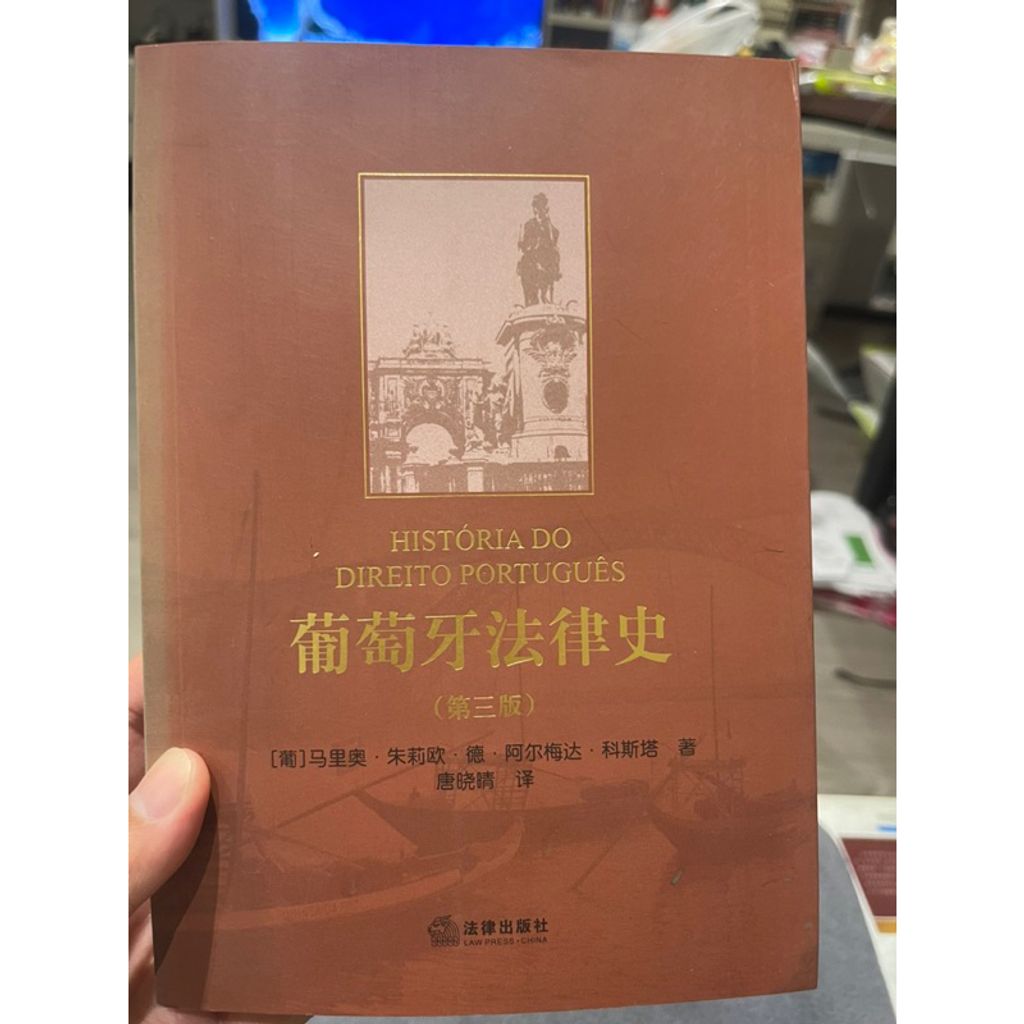 HISTÓRIA DO
DIREITO PORTUGUÊS
葡萄牙法律史
（第三版）
[葡]马里奥·朱莉欧·德·阿尔梅达·科斯塔 著
唐晓晴 译
法律出版社
LAW PRESS·CHINA